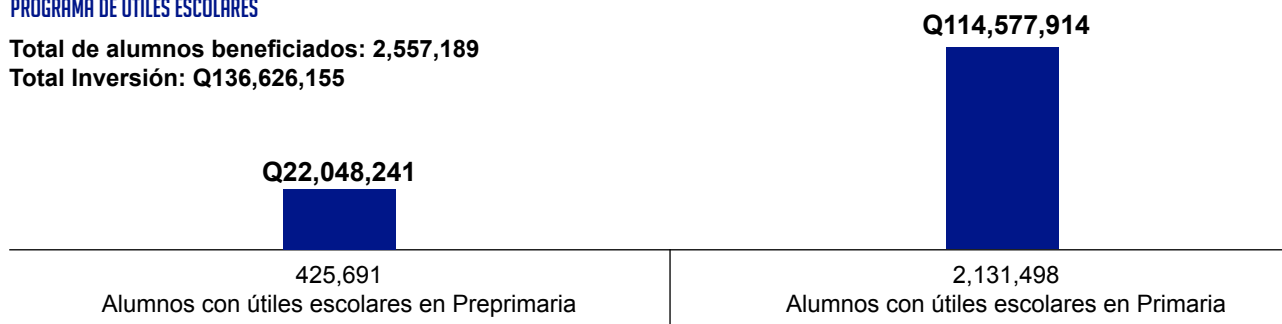 PROGRAMA DE ÚTILES ESCOLARES
Total de alumnos beneficiados: 2,557,189
Total Inversión: Q136,626,155
Q22,048,241
Q114,577,914
425,691
Alumnos con útiles escolares en Preprimaria
2,131,498
Alumnos con útiles escolares en Primaria